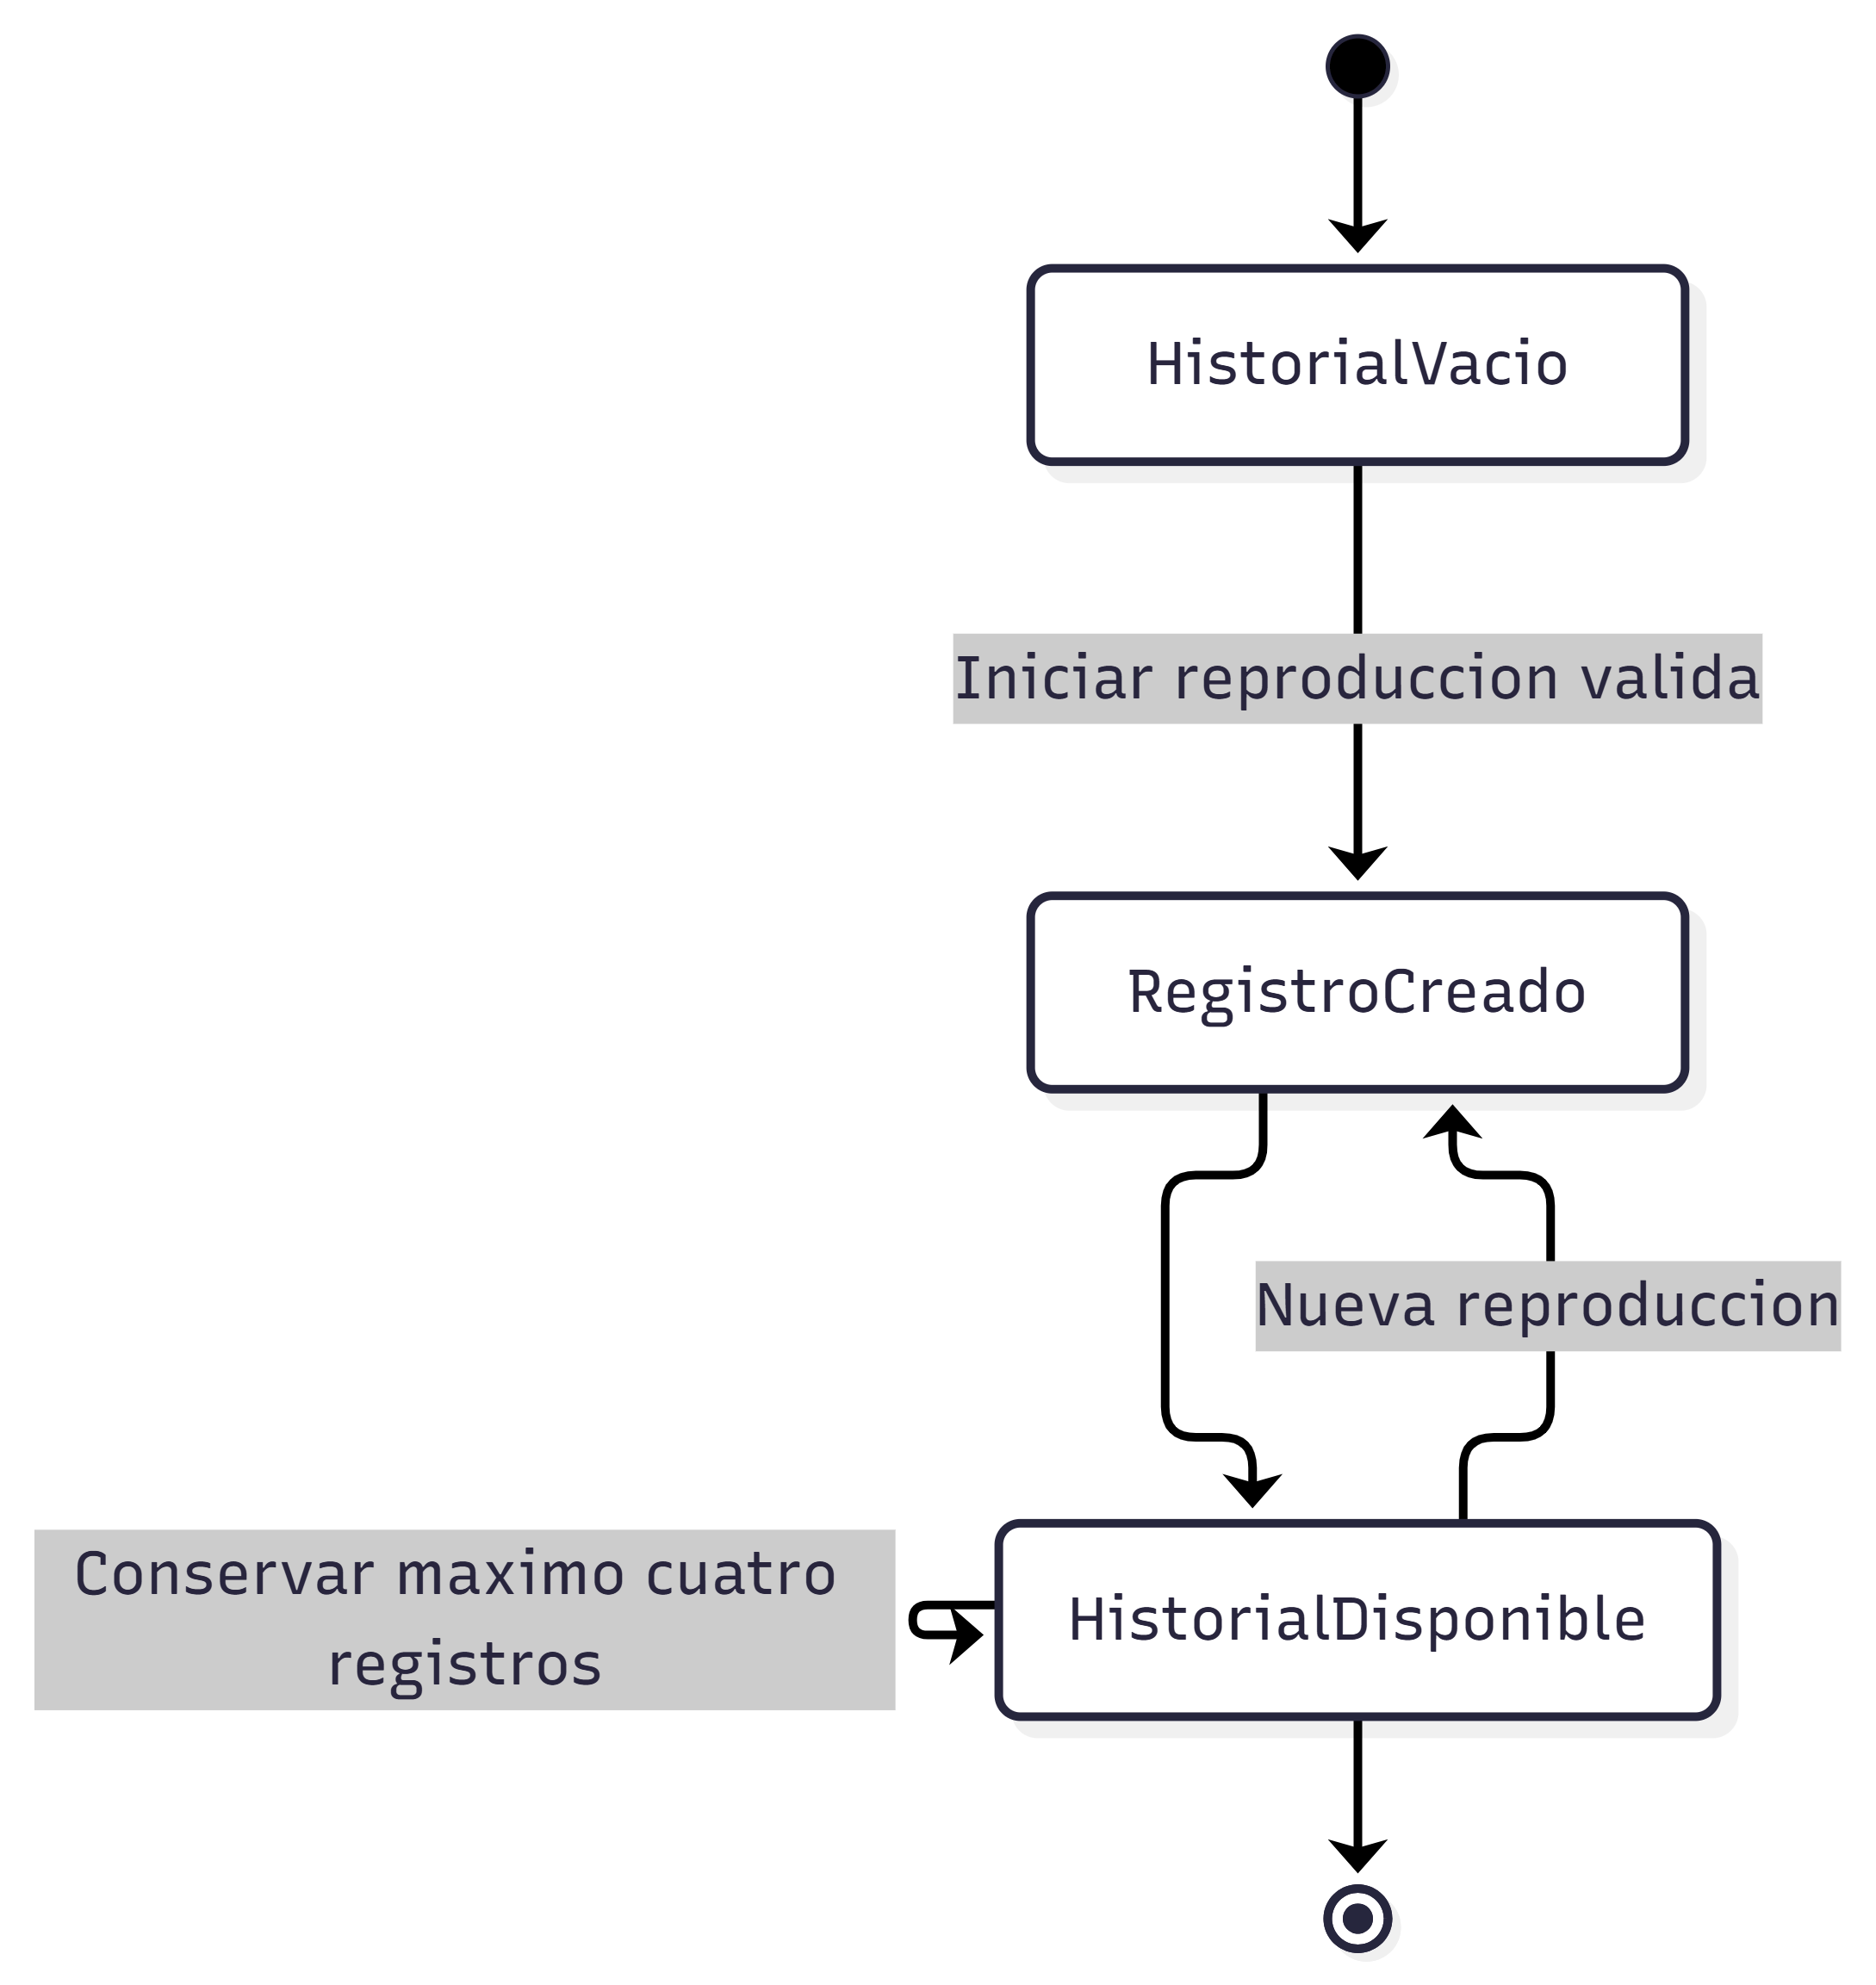 HistorialVacio
Iniciar reproduccion valida
RegistroCreado
Nueva reproduccion
Conservar maximo cuatro
registros
HistorialDisponible